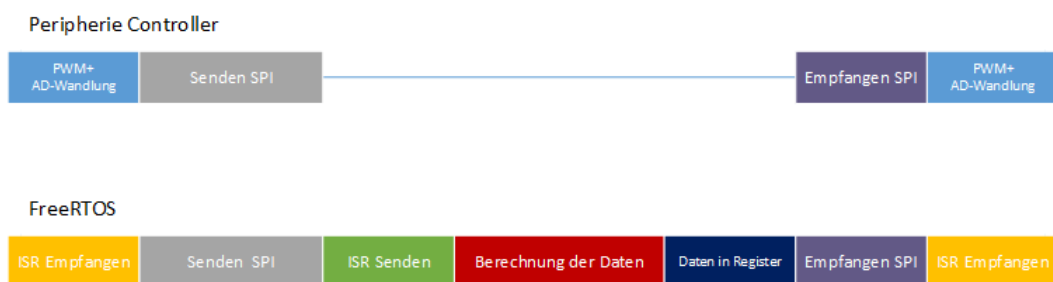 Peripherie Controller
PWM+
AD-Wandlung
Senden SPI
Empfangen SPI
PWM+
AD-Wandlung
FreeRTOS
ISR Empfangen
Senden SPI
ISR Senden
Berechnung der Daten
Daten in Register
Empfangen SPI
ISR Empfangen